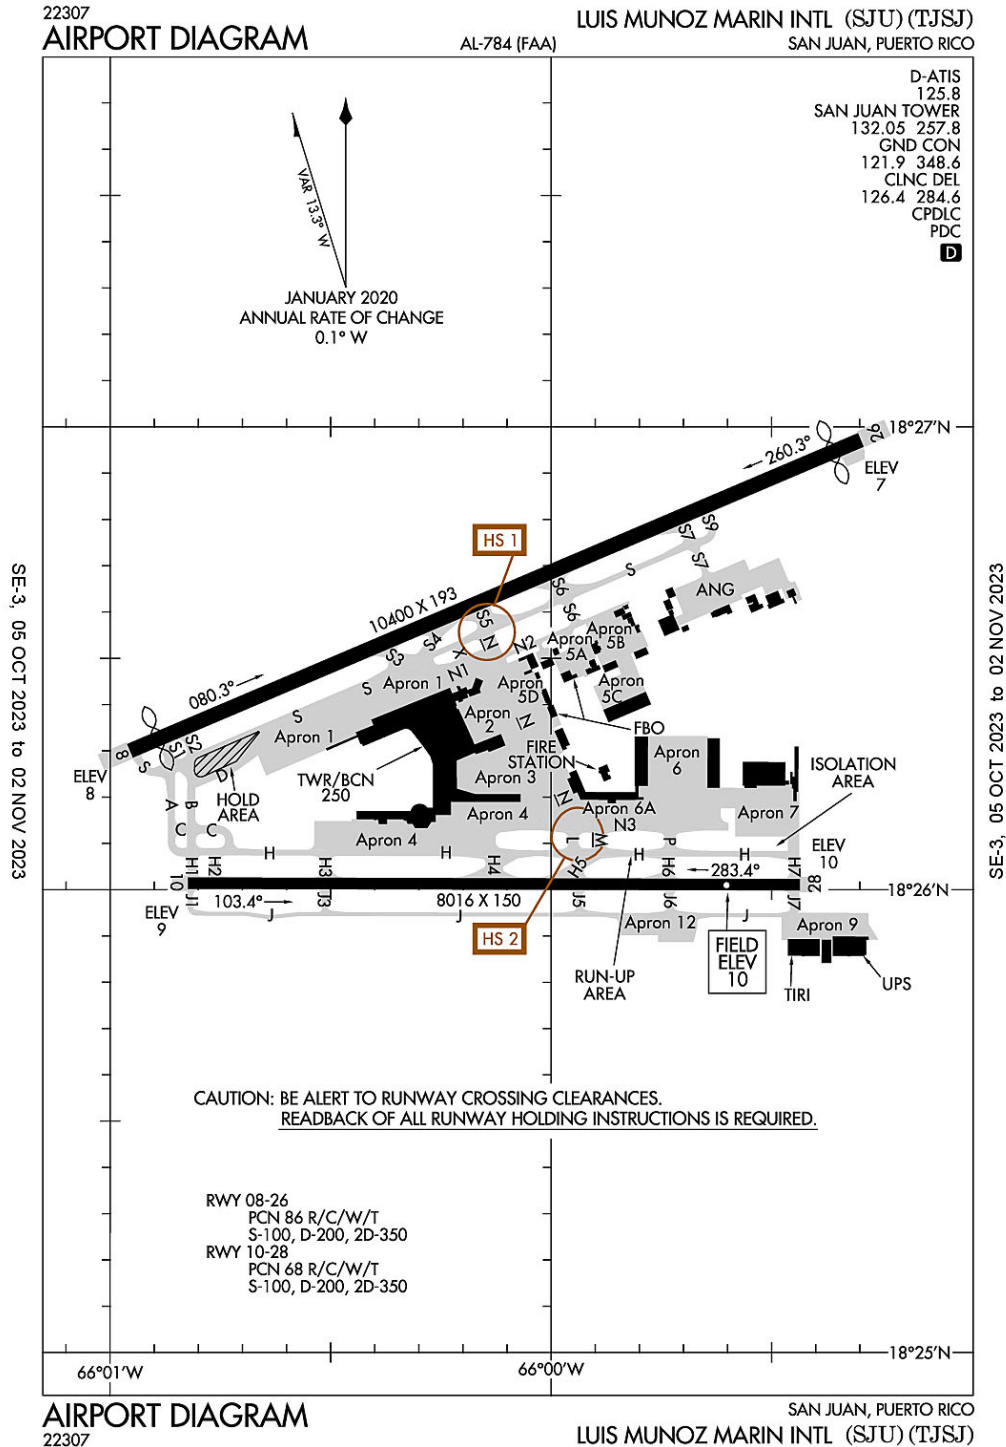 22307
AIRPORT DIAGRAM
AL-784 (FAA)
LUIS MUNOZ MARIN INTL (SJU) (TJSJ)
SAN JUAN, PUERTO RICO
D-ATIS
125.8
SAN JUAN TOWER
132.05 257.8
GND CON
121.9 348.6
CLNC DEL
126.4 284.6
CPDLC
PDC
D
VAR 13.3° W
JANUARY 2020
ANNUAL RATE OF CHANGE
0.1° W
18°27'N
26
260.3°
ELEV
7
HS 1
S9
S7
S7
S
S6
S6
ANG
10400 X 193
S5
N
S4
S3
X
N1
N2
Apron
5A
Apron
5B
Apron
5C
Apron
5D
080.3°
S
S
Apron 1
Apron 1
Apron
2
N
FBO
8
S1
S2
S
ELEV
8
D
HOLD
AREA
TWR/BCN
250
FIRE
STATION
Apron 3
Apron
6
ISOLATION
AREA
A
B
C
C
Apron 4
Apron 4
N
Apron 6A
N3
Apron 7
L
M
P
H
H
H
H
ELEV
10
H1
H2
H3
H4
H5
H6
H7
283.4°
10
28
18°26'N
103.4°
8016 X 150
J1
J3
J5
J6
J7
ELEV
9
J
J
J
Apron 12
Apron 9
HS 2
FIELD
ELEV
10
RUN-UP
AREA
TIRI
UPS
CAUTION: BE ALERT TO RUNWAY CROSSING CLEARANCES.
READBACK OF ALL RUNWAY HOLDING INSTRUCTIONS IS REQUIRED.
RWY 08-26
PCN 86 R/C/W/T
S-100, D-200, 2D-350
RWY 10-28
PCN 68 R/C/W/T
S-100, D-200, 2D-350
18°25'N
66°01'W
66°00'W
SE-3, 05 OCT 2023 to 02 NOV 2023
SE-3, 05 OCT 2023 to 02 NOV 2023
AIRPORT DIAGRAM
22307
SAN JUAN, PUERTO RICO
LUIS MUNOZ MARIN INTL (SJU) (TJSJ)